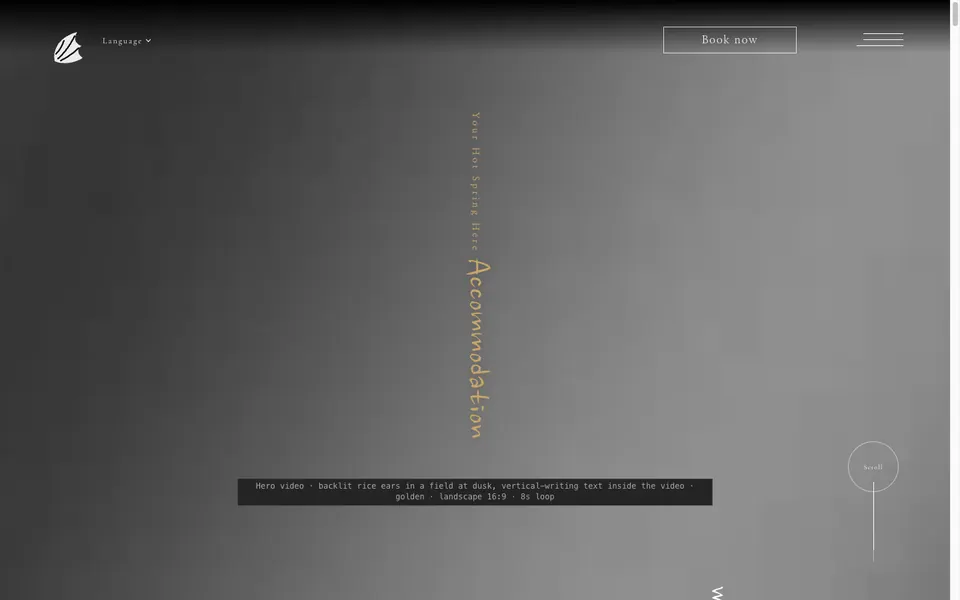 Language
Book now
Your Hot Spring Here
Accommodation
Scroll
Hero video · backlit rice ears in a field at dusk, vertical-writing text inside the video ·
golden · landscape 16:9 · 8s loop